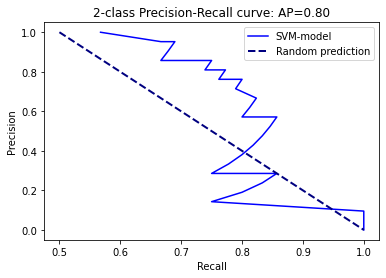 2-class Precision-Recall curve: AP=0.80
SVM-model
Random prediction
Precision
1.0
0.8
0.6
0.4
0.2
0.0
0.5
0.6
0.7
0.8
0.9
1.0
Recall